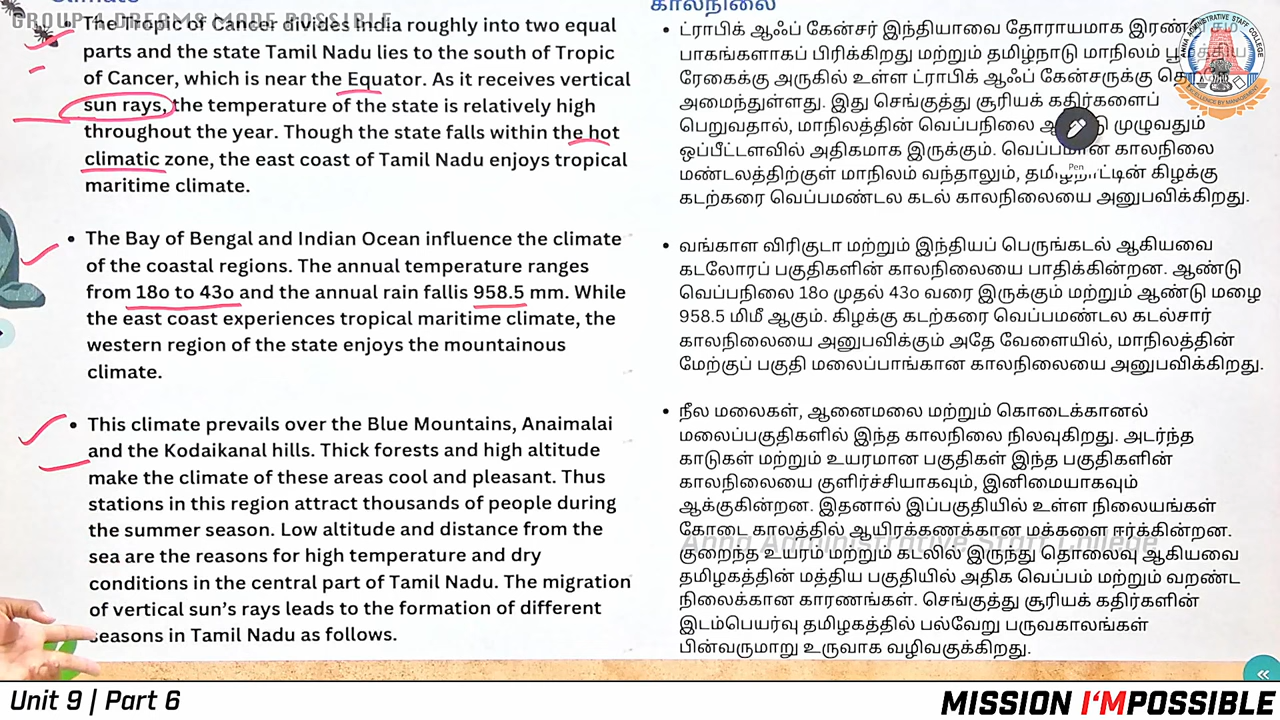 GROUP 4 DREAMS MADE POSSIBLE
Climate
The Tropic of Cancer divides India roughly into two equal
parts and the state Tamil Nadu lies to the south of Tropic
of Cancer, which is near the Equator. As it receives vertical
sun rays, the temperature of the state is relatively high
throughout the year. Though the state falls within the hot
climatic zone, the east coast of Tamil Nadu enjoys tropical
maritime climate.
• The Bay of Bengal and Indian Ocean influence the climate
of the coastal regions. The annual temperature ranges
from 18o to 43o and the annual rain fallis 958.5 mm. While
the east coast experiences tropical maritime climate, the
western region of the state enjoys the mountainous
climate.
• This climate prevails over the Blue Mountains, Anaimalai
and the Kodaikanal hills. Thick forests and high altitude
make the climate of these areas cool and pleasant. Thus
stations in this region attract thousands of people during
the summer season. Low altitude and distance from the
sea are the reasons for high temperature and dry
conditions in the central part of Tamil Nadu. The migration
of vertical sun's rays leads to the formation of different
seasons in Tamil Nadu as follows.
காலநிலை
• ட்ராபிக் ஆஃப் கேன்சர் இந்தியாவை தோராயமாக இரண்டு சம
பாகங்களாகப் பிரிக்கிறது மற்றும் தமிழ்நாடு மாநிலம்
ரேகைக்கு அருகில் உள்ள ட்ராபிக் ஆஃப் கேன்சருக்கு
அமைந்துள்ளது. இது செங்குத்து சூரியக் கதிர்களைப்
பெறுவதால், மாநிலத்தின் வெப்பநிலை முழுவதும்
ஒப்பீட்டளவில் அதிகமாக இருக்கும். வெப்பமான காலநிலை
மண்டலத்திற்குள் மாநிலம் வந்தாலும், தமிழ்நாட்டின் கிழக்கு
கடற்கரை வெப்பமண்டல கடல் காலநிலையை அனுபவிக்கிறது.
• வங்காள விரிகுடா மற்றும் இந்தியப் பெருங்கடல் ஆகியவை
கடலோரப் பகுதிகளின் காலநிலையை பாதிக்கின்றன. ஆண்டு
வெப்பநிலை 18o முதல் 43o வரை இருக்கும் மற்றும் ஆண்டு மழை
958.5 மிமீ ஆகும். கிழக்கு கடற்கரை வெப்பமண்டல கடல்சார்
காலநிலையை அனுபவிக்கும் அதே வேளையில், மாநிலத்தின்
மேற்குப் பகுதி மலைப்பாங்கான காலநிலையை அனுபவிக்கிறது.
• நீல மலைகள், ஆனைமலை மற்றும் கொடைக்கானல்
மலைப்பகுதிகளில் இந்த காலநிலை நிலவுகிறது. அடர்ந்த
காடுகள் மற்றும் உயரமான பகுதிகள் இந்த பகுதிகளின்
காலநிலையை குளிர்ச்சியாகவும், இனிமையாகவும்
ஆக்குகின்றன. இதனால் இப்பகுதியில் உள்ள நிலையங்கள்
கோடை காலத்தில் ஆயிரக்கணக்கான மக்களை ஈர்க்கின்றன.
குறைந்த உயரம் மற்றும் கடலில் இருந்து தொலைவு ஆகியவை
தமிழகத்தின் மத்திய பகுதியில் அதிக வெப்பம் மற்றும் வறண்ட
நிலைக்கான காரணங்கள். செங்குத்து சூரியக் கதிர்களின்
இடம்பெயர்வு தமிழகத்தில் பல்வேறு பருவகாலங்கள்
பின்வருமாறு உருவாக வழிவகுக்கிறது.
Anna Administrative Staff College
ANNA ADMINISTRATIVE STAFF COLLEGE
EXCELLENCE BY MANAGEMENT
Pen
«
Unit 9 | Part 6
MISSION I'MPOSSIBLE